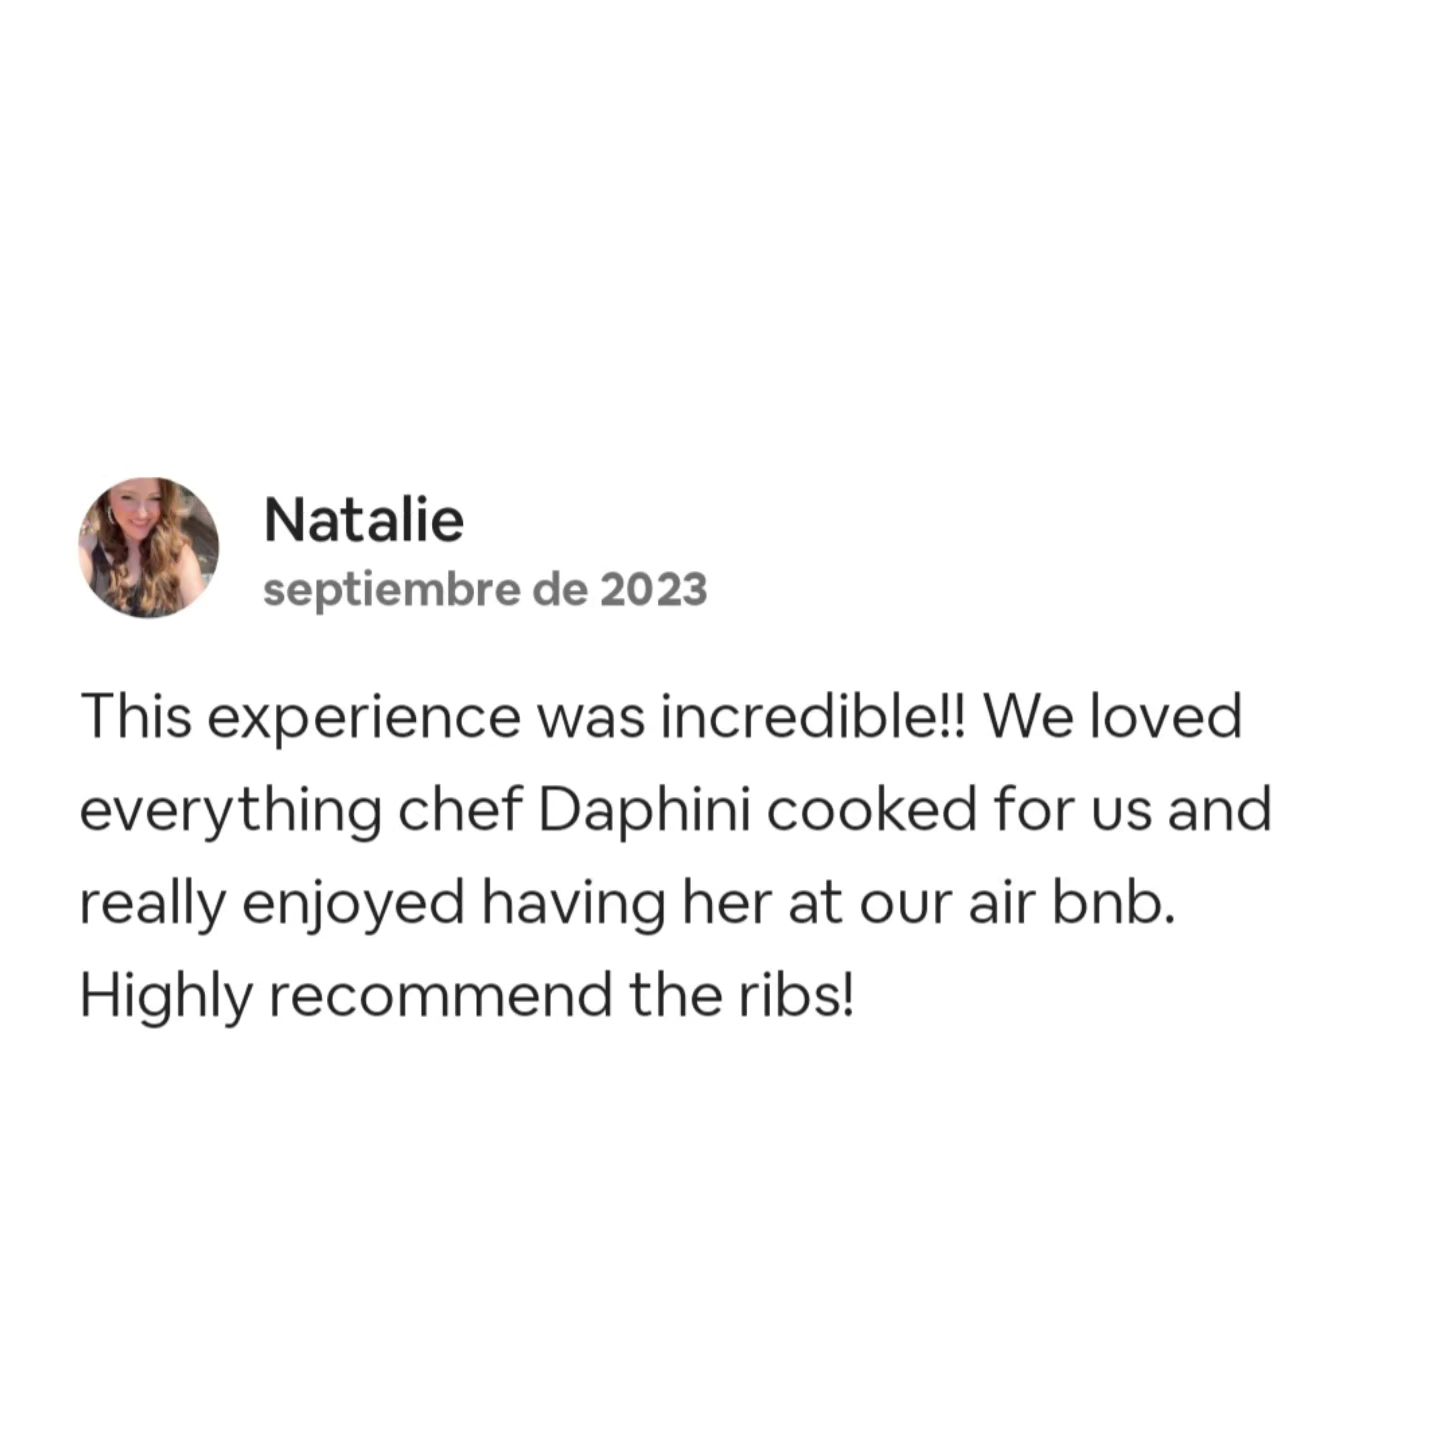 Natalie
septiembre de 2023
This experience was incredible!! We loved
everything chef Daphini cooked for us and
really enjoyed having her at our air bnb.
Highly recommend the ribs!